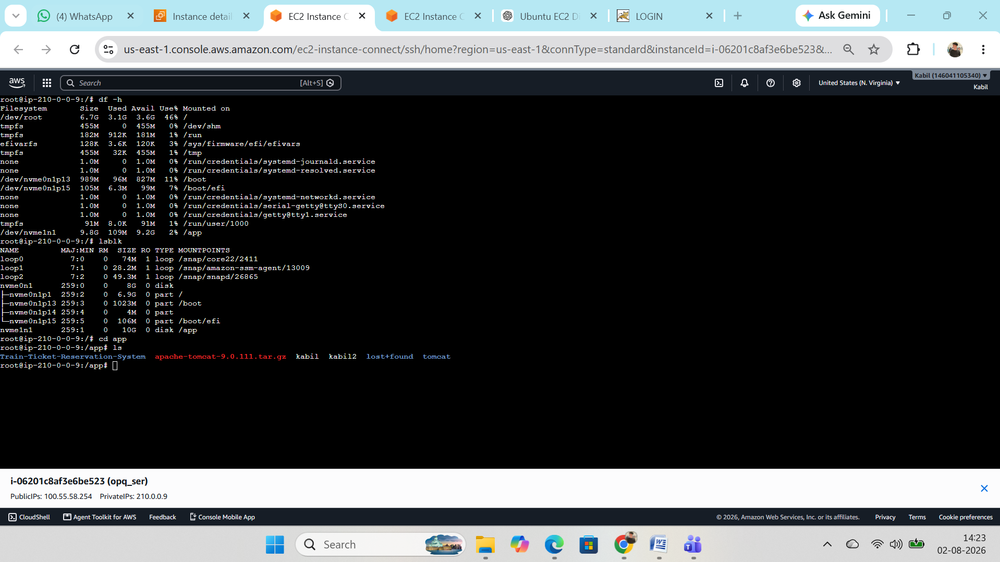 (4) WhatsApp
Instance detail
EC2 Instance C
EC2 Instance C
Ubuntu EC2 Di
LOGIN
Ask Gemini
us-east-1.console.aws.amazon.com/ec2-instance-connect/ssh/home?region=us-east-1&connType=standard&instanceId=i-06201c8af3e6be523&...
aws
Search
[Alt+S]
United States (N. Virginia)
Kabil (146041105340)
Kabil
root@ip-210-0-0-9:/# df -h
Filesystem       Size  Used Avail Use% Mounted on
/dev/root        6.7G  3.1G  3.6G  46% /
tmpfs            455M     0  455M   0% /dev/shm
tmpfs            182M  912K  181M   1% /run
efivarfs         128K  3.6K  120K   3% /sys/firmware/efi/efivars
tmpfs            455M   32K  455M   1% /tmp
none             1.0M     0  1.0M   0% /run/credentials/systemd-journald.service
none             1.0M     0  1.0M   0% /run/credentials/systemd-resolved.service
/dev/nvme0n1p13  989M   96M  827M  11% /boot
/dev/nvme0n1p15  105M  6.3M   99M   7% /boot/efi
none             1.0M     0  1.0M   0% /run/credentials/systemd-networkd.service
none             1.0M     0  1.0M   0% /run/credentials/serial-getty@ttyS0.service
none             1.0M     0  1.0M   0% /run/credentials/getty@tty1.service
tmpfs             91M  8.0K   91M   1% /run/user/1000
/dev/nvme1n1     9.8G  109M  9.2G   2% /app
root@ip-210-0-0-9:/# lsblk
NAME         MAJ:MIN RM  SIZE RO TYPE MOUNTPOINTS
loop0          7:0    0   74M  1 loop /snap/core22/2411
loop1          7:1    0 28.2M  1 loop /snap/amazon-ssm-agent/13009
loop2          7:2    0 49.3M  1 loop /snap/snapd/26865
nvme0n1      259:0    0    8G  0 disk
├─nvme0n1p1  259:2    0  6.9G  0 part /
├─nvme0n1p13 259:3    0 1023M  0 part /boot
├─nvme0n1p14 259:4    0    4M  0 part
└─nvme0n1p15 259:5    0  106M  0 part /boot/efi
nvme1n1      259:1    0   10G  0 disk /app
root@ip-210-0-0-9:/# cd app
root@ip-210-0-0-9:/app# ls
Train-Ticket-Reservation-System  apache-tomcat-9.0.111.tar.gz  kabil  kabil2  lost+found  tomcat
root@ip-210-0-0-9:/app#
i-06201c8af3e6be523 (opq_ser)
PublicIPs: 100.55.58.254    PrivateIPs: 210.0.0.9
CloudShell
Agent Toolkit for AWS
Feedback
Console Mobile App
© 2026, Amazon Web Services, Inc. or its affiliates.
Privacy
Terms
Cookie preferences
Search
14:23
02-08-2026